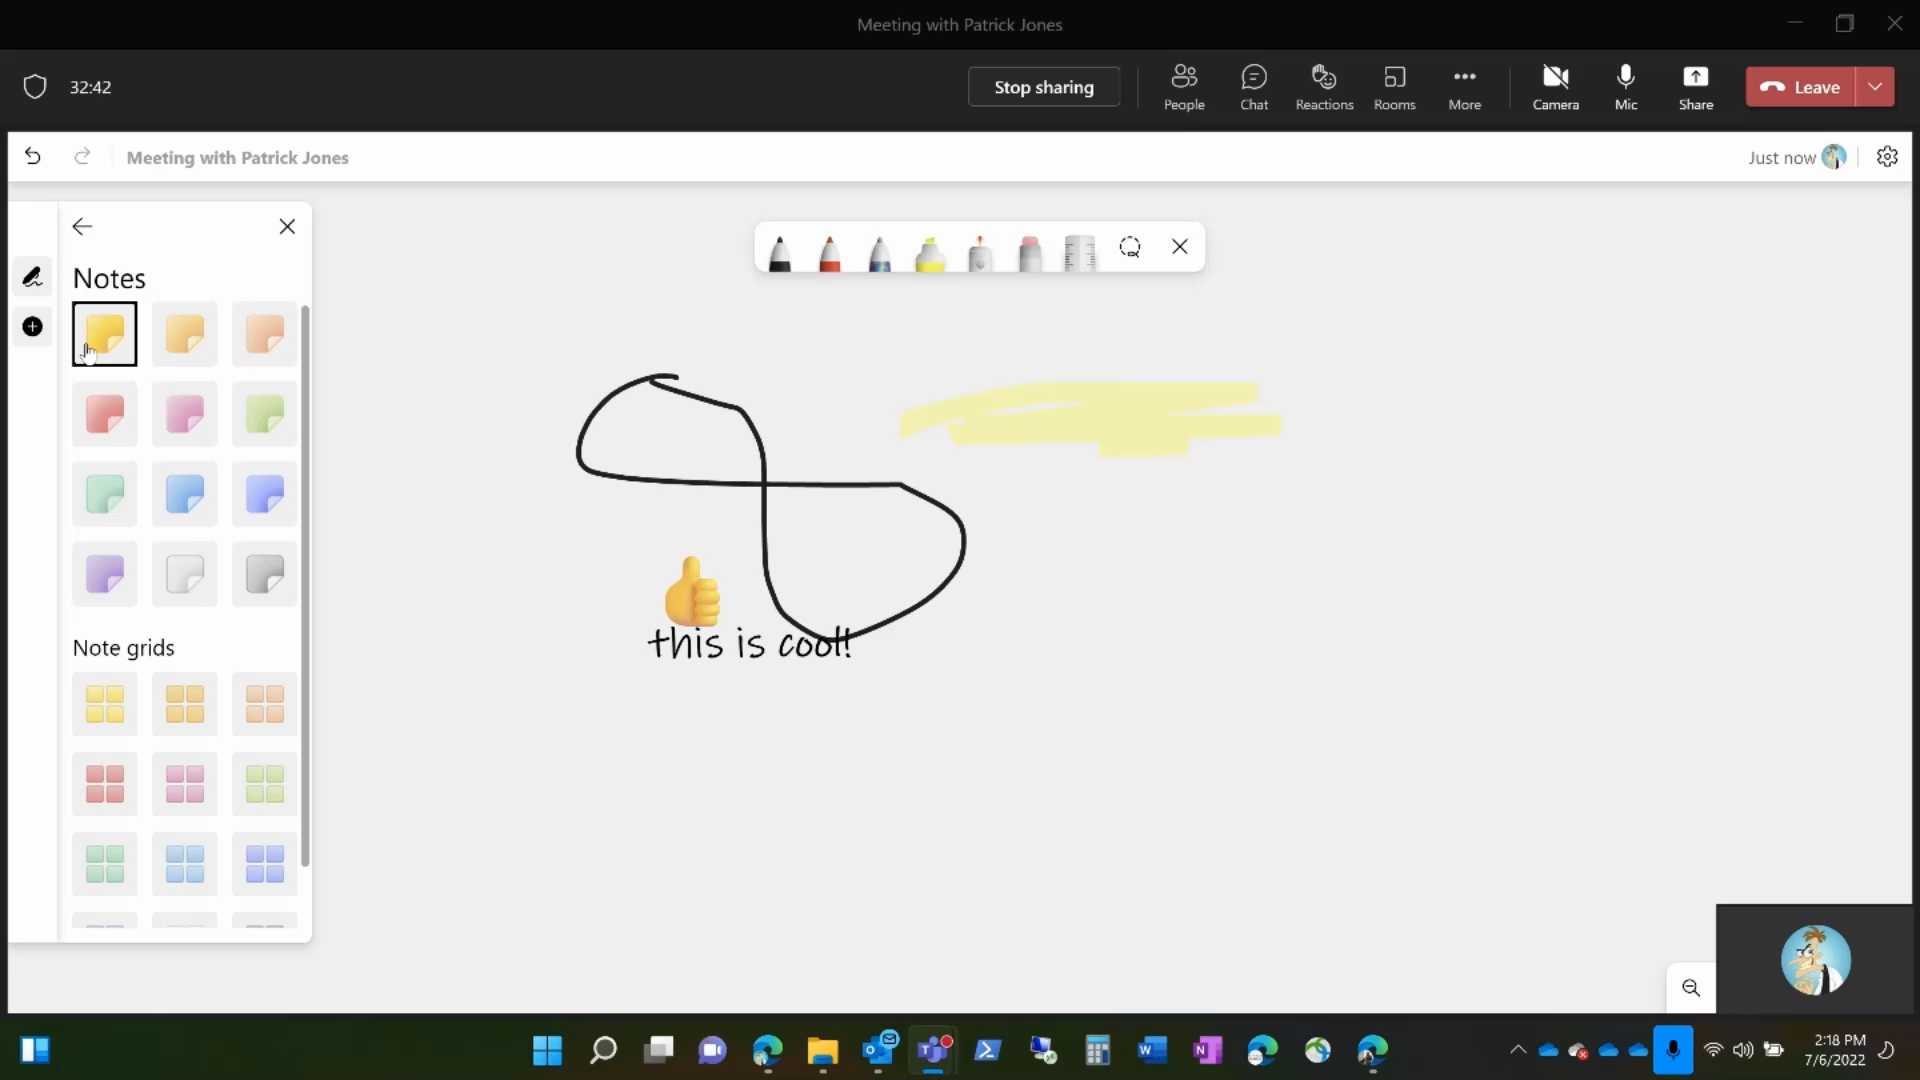 Meeting with Patrick Jones
32:42
Stop sharing
People
Chat
Reactions
Rooms
More
Camera
Mic
Share
Leave
Meeting with Patrick Jones
Just now
Notes
Note grids
this is cool!
2:18 PM
7/6/2022